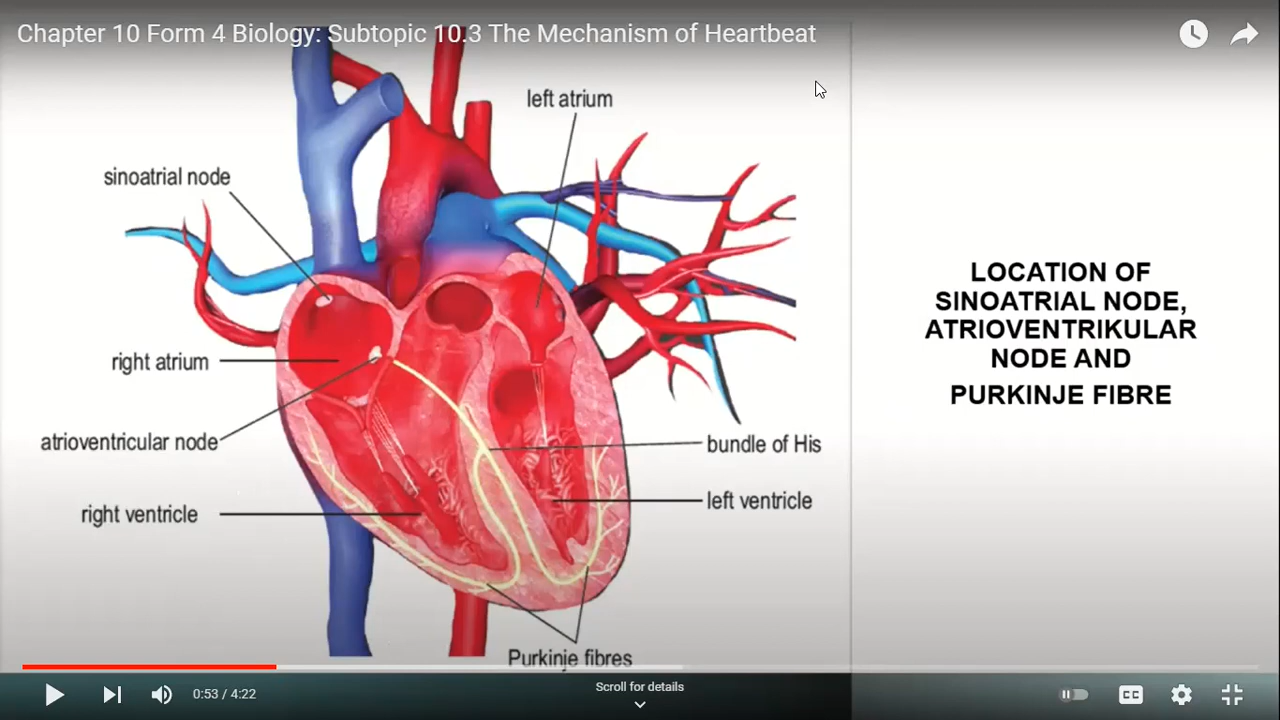 Chapter 10 Form 4 Biology: Subtopic 10.3 The Mechanism of Heartbeat
left atrium
sinoatrial node
right atrium
atrioventricular node
bundle of His
left ventricle
right ventricle
Purkinje fibres
LOCATION OF
SINOATRIAL NODE,
ATRIOVENTRIKULAR
NODE AND
PURKINJE FIBRE
0:53 / 4:22
Scroll for details
CC